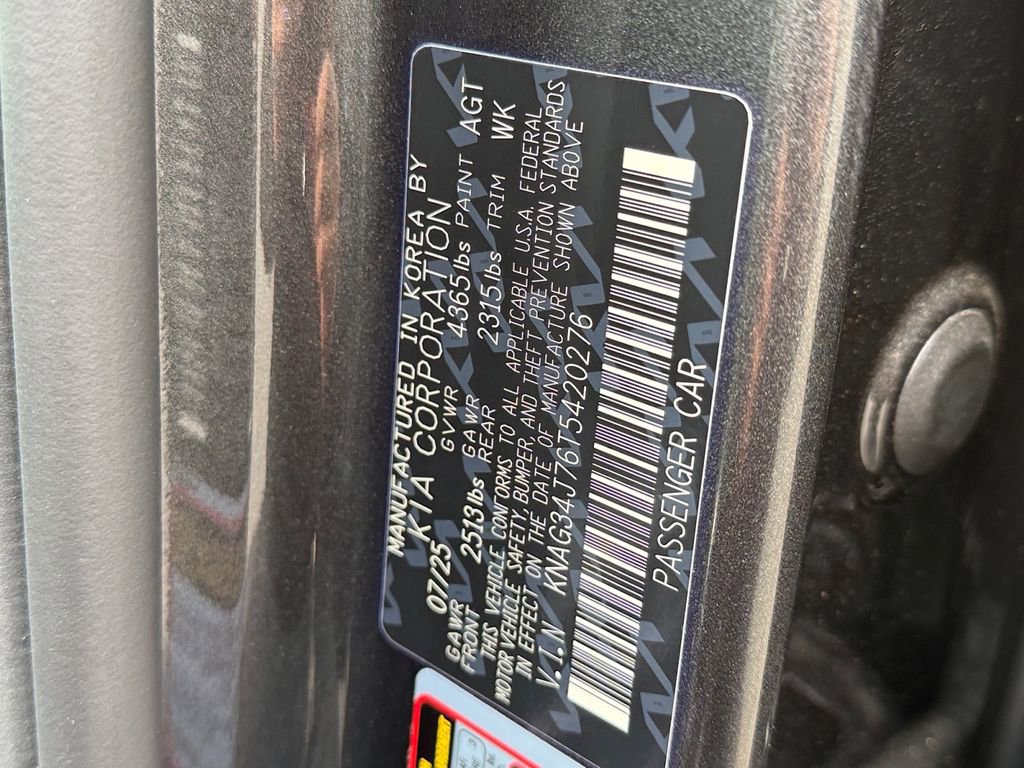 MANUFACTURED IN KOREA BY
07/25 KIA CORPORATION
GVWR 4365lbs PAINT AGT
GAWR FRONT 2513lbs GAWR REAR 2315lbs TRIM WK
THIS VEHICLE CONFORMS TO ALL APPLICABLE U.S.A. FEDERAL
MOTOR VEHICLE SAFETY, BUMPER, AND THEFT PREVENTION STANDARDS
IN EFFECT ON THE DATE OF MANUFACTURE SHOWN ABOVE
V.I.N KNAG34J76T5420276
PASSENGER CAR